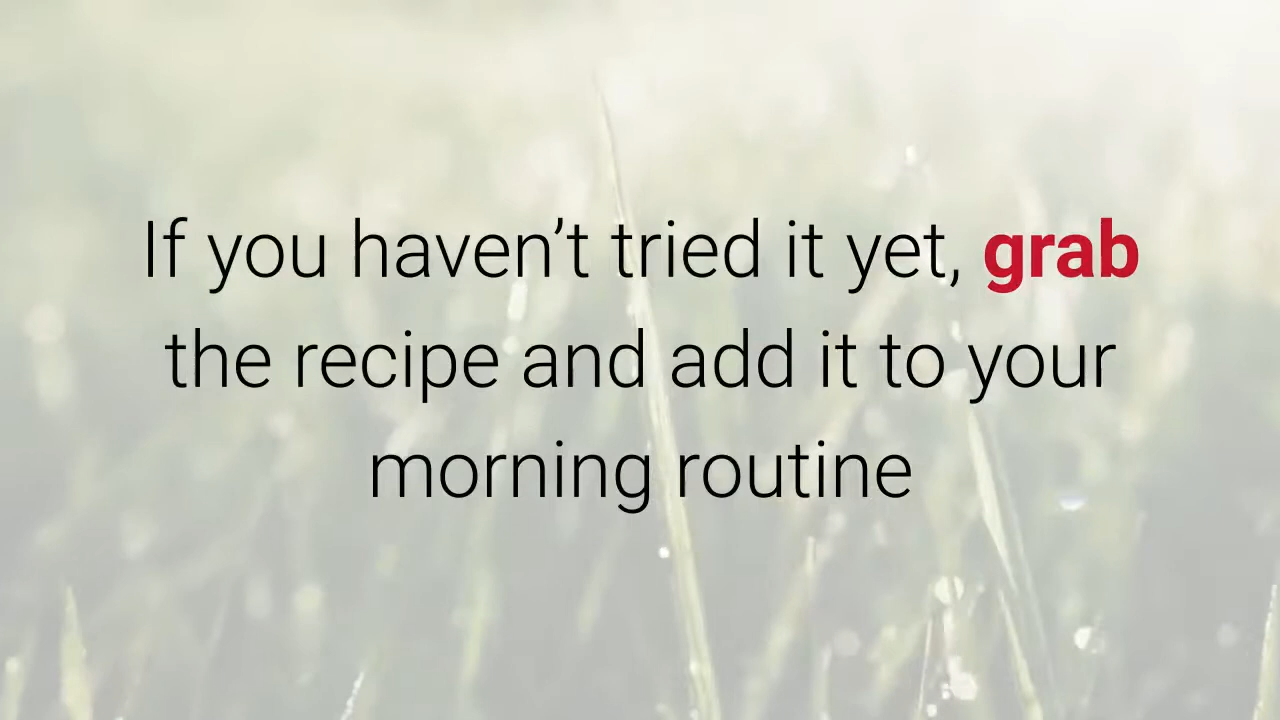 If you haven’t tried it yet, grab
the recipe and add it to your
morning routine